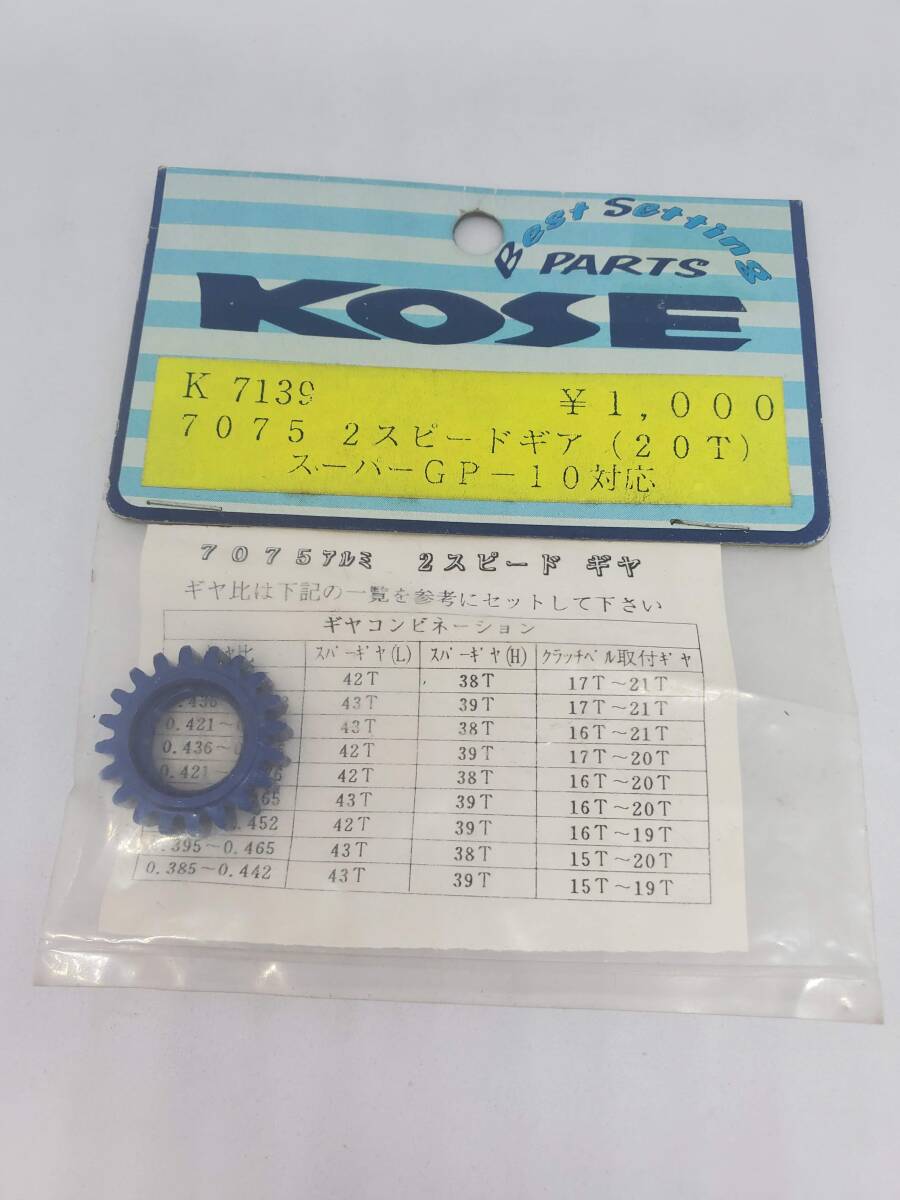 Best Setting
PARTS
KOSE
K 7139 ¥1,000
7075 2スピードギア(20T)
スーパーGP-10対応
7075アルミ 2スピード ギヤ
ギヤ比は下記の一覧を参考にセットして下さい
ギヤコンビネーション
スパーギヤ(L) スパーギヤ(H) クラッチベル取付ギヤ
42T 38T 17T~21T
43T 39T 17T~21T
0.421~ 43T 38T 16T~21T
0.436~ 42T 39T 17T~20T
0.421~ 42T 38T 16T~20T
43T 39T 16T~20T
.452 42T 39T 16T~19T
.395~0.465 43T 38T 15T~20T
0.385~0.442 43T 39T 15T~19T